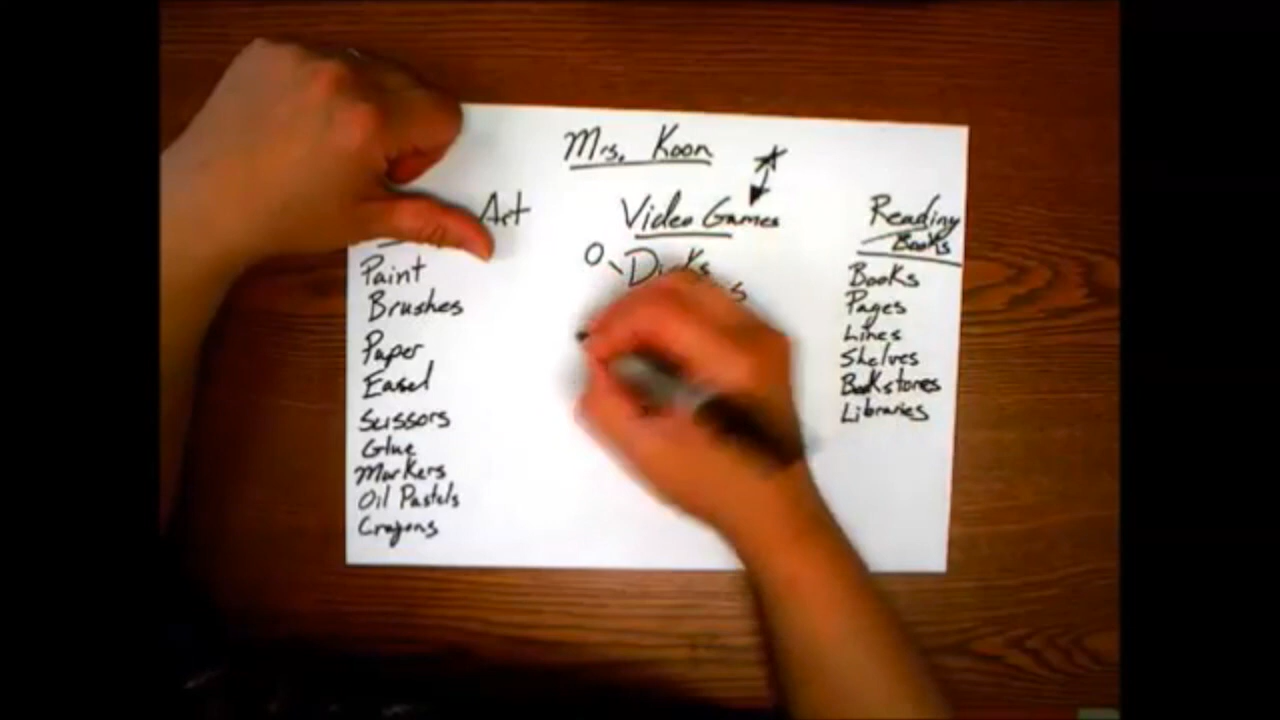 Mrs. Koon
Art
Paint
Brushes
Paper
Easel
Scissors
Glue
Markers
Oil Pastels
Crayons
Video Games
Reading
Books
Books
Pages
Lines
Shelves
Bookstores
Libraries